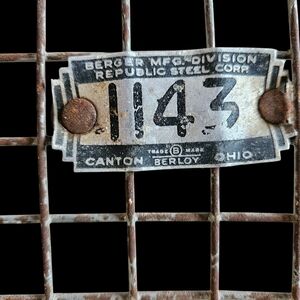 BERGER MFG. DIVISION
REPUBLIC STEEL CORP.
1143
TRADE B MARK
CANTON BERLOY OHIO